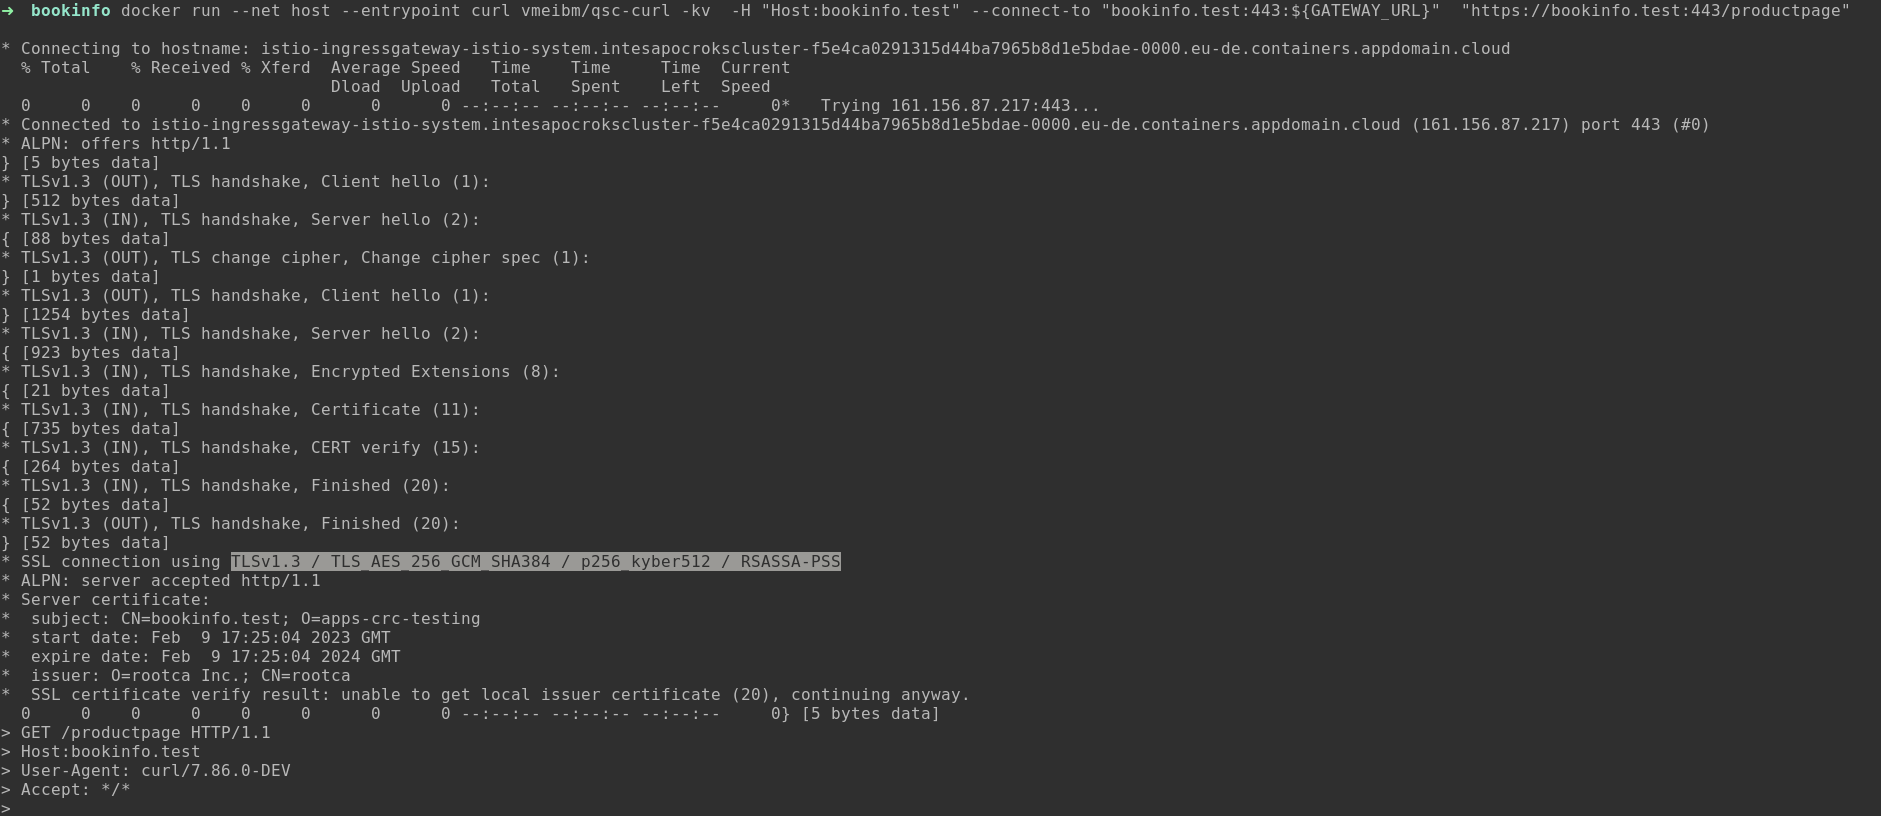 ➜  bookinfo docker run --net host --entrypoint curl vmeibm/qsc-curl -kv  -H "Host:bookinfo.test" --connect-to "bookinfo.test:443:${GATEWAY_URL}"  "https://bookinfo.test:443/productpage"
* Connecting to hostname: istio-ingressgateway-istio-system.intesapocrokscluster-f5e4ca0291315d44ba7965b8d1e5bdae-0000.eu-de.containers.appdomain.cloud
  % Total    % Received % Xferd  Average Speed   Time    Time     Time  Current
                                 Dload  Upload   Total   Spent    Left  Speed
  0     0    0     0    0     0      0      0 --:--:-- --:--:-- --:--:--     0*   Trying 161.156.87.217:443...
* Connected to istio-ingressgateway-istio-system.intesapocrokscluster-f5e4ca0291315d44ba7965b8d1e5bdae-0000.eu-de.containers.appdomain.cloud (161.156.87.217) port 443 (#0)
* ALPN: offers http/1.1
} [5 bytes data]
* TLSv1.3 (OUT), TLS handshake, Client hello (1):
} [512 bytes data]
* TLSv1.3 (IN), TLS handshake, Server hello (2):
{ [88 bytes data]
* TLSv1.3 (OUT), TLS change cipher, Change cipher spec (1):
} [1 bytes data]
* TLSv1.3 (OUT), TLS handshake, Client hello (1):
} [1254 bytes data]
* TLSv1.3 (IN), TLS handshake, Server hello (2):
{ [923 bytes data]
* TLSv1.3 (IN), TLS handshake, Encrypted Extensions (8):
{ [21 bytes data]
* TLSv1.3 (IN), TLS handshake, Certificate (11):
{ [735 bytes data]
* TLSv1.3 (IN), TLS handshake, CERT verify (15):
{ [264 bytes data]
* TLSv1.3 (IN), TLS handshake, Finished (20):
{ [52 bytes data]
* TLSv1.3 (OUT), TLS handshake, Finished (20):
} [52 bytes data]
* SSL connection using TLSv1.3 / TLS_AES_256_GCM_SHA384 / p256_kyber512 / RSASSA-PSS
* ALPN: server accepted http/1.1
* Server certificate:
*  subject: CN=bookinfo.test; O=apps-crc-testing
*  start date: Feb  9 17:25:04 2023 GMT
*  expire date: Feb  9 17:25:04 2024 GMT
*  issuer: O=rootca Inc.; CN=rootca
*  SSL certificate verify result: unable to get local issuer certificate (20), continuing anyway.
  0     0    0     0    0     0      0      0 --:--:-- --:--:-- --:--:--     0} [5 bytes data]
> GET /productpage HTTP/1.1
> Host:bookinfo.test
> User-Agent: curl/7.86.0-DEV
> Accept: */*
>